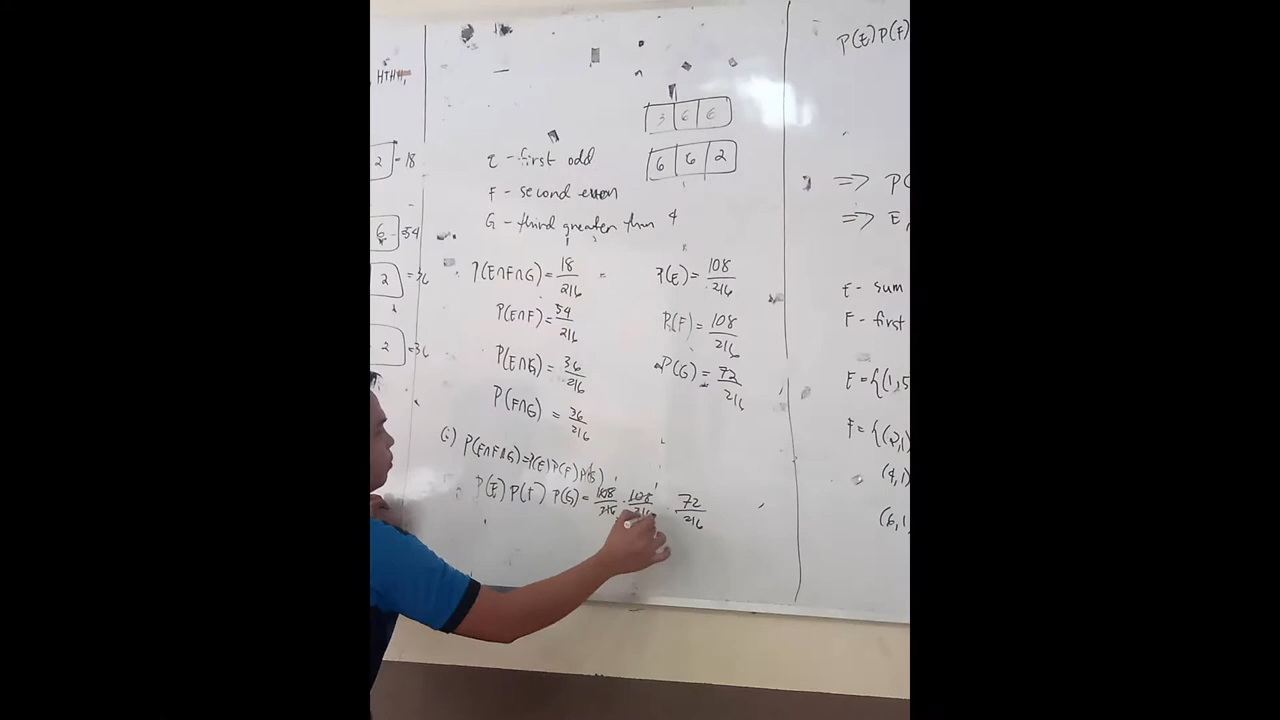 HTHH,
2 = 18
6 = 54
2 = 36
2 = 36
3 6 6
6 6 2
E - first odd
F - second even
G - third greater than 4
P(E∩F∩G) = 18/216 =
P(E∩F) = 54/216
P(E∩G) = 36/216
P(F∩G) = 36/216
P(E) = 108/216
P(F) = 108/216
P(G) = 72/216
(i) P(E∩F∩G) = P(E) P(F) P(G)
P(E) P(F) P(G) = 108/216 · 108/216 · 72/216
P(E) P(F)
=> P(
=> E,
E - sum
F - first
E = {(1,5
F = {(2,1)
(4,1)
(6,1